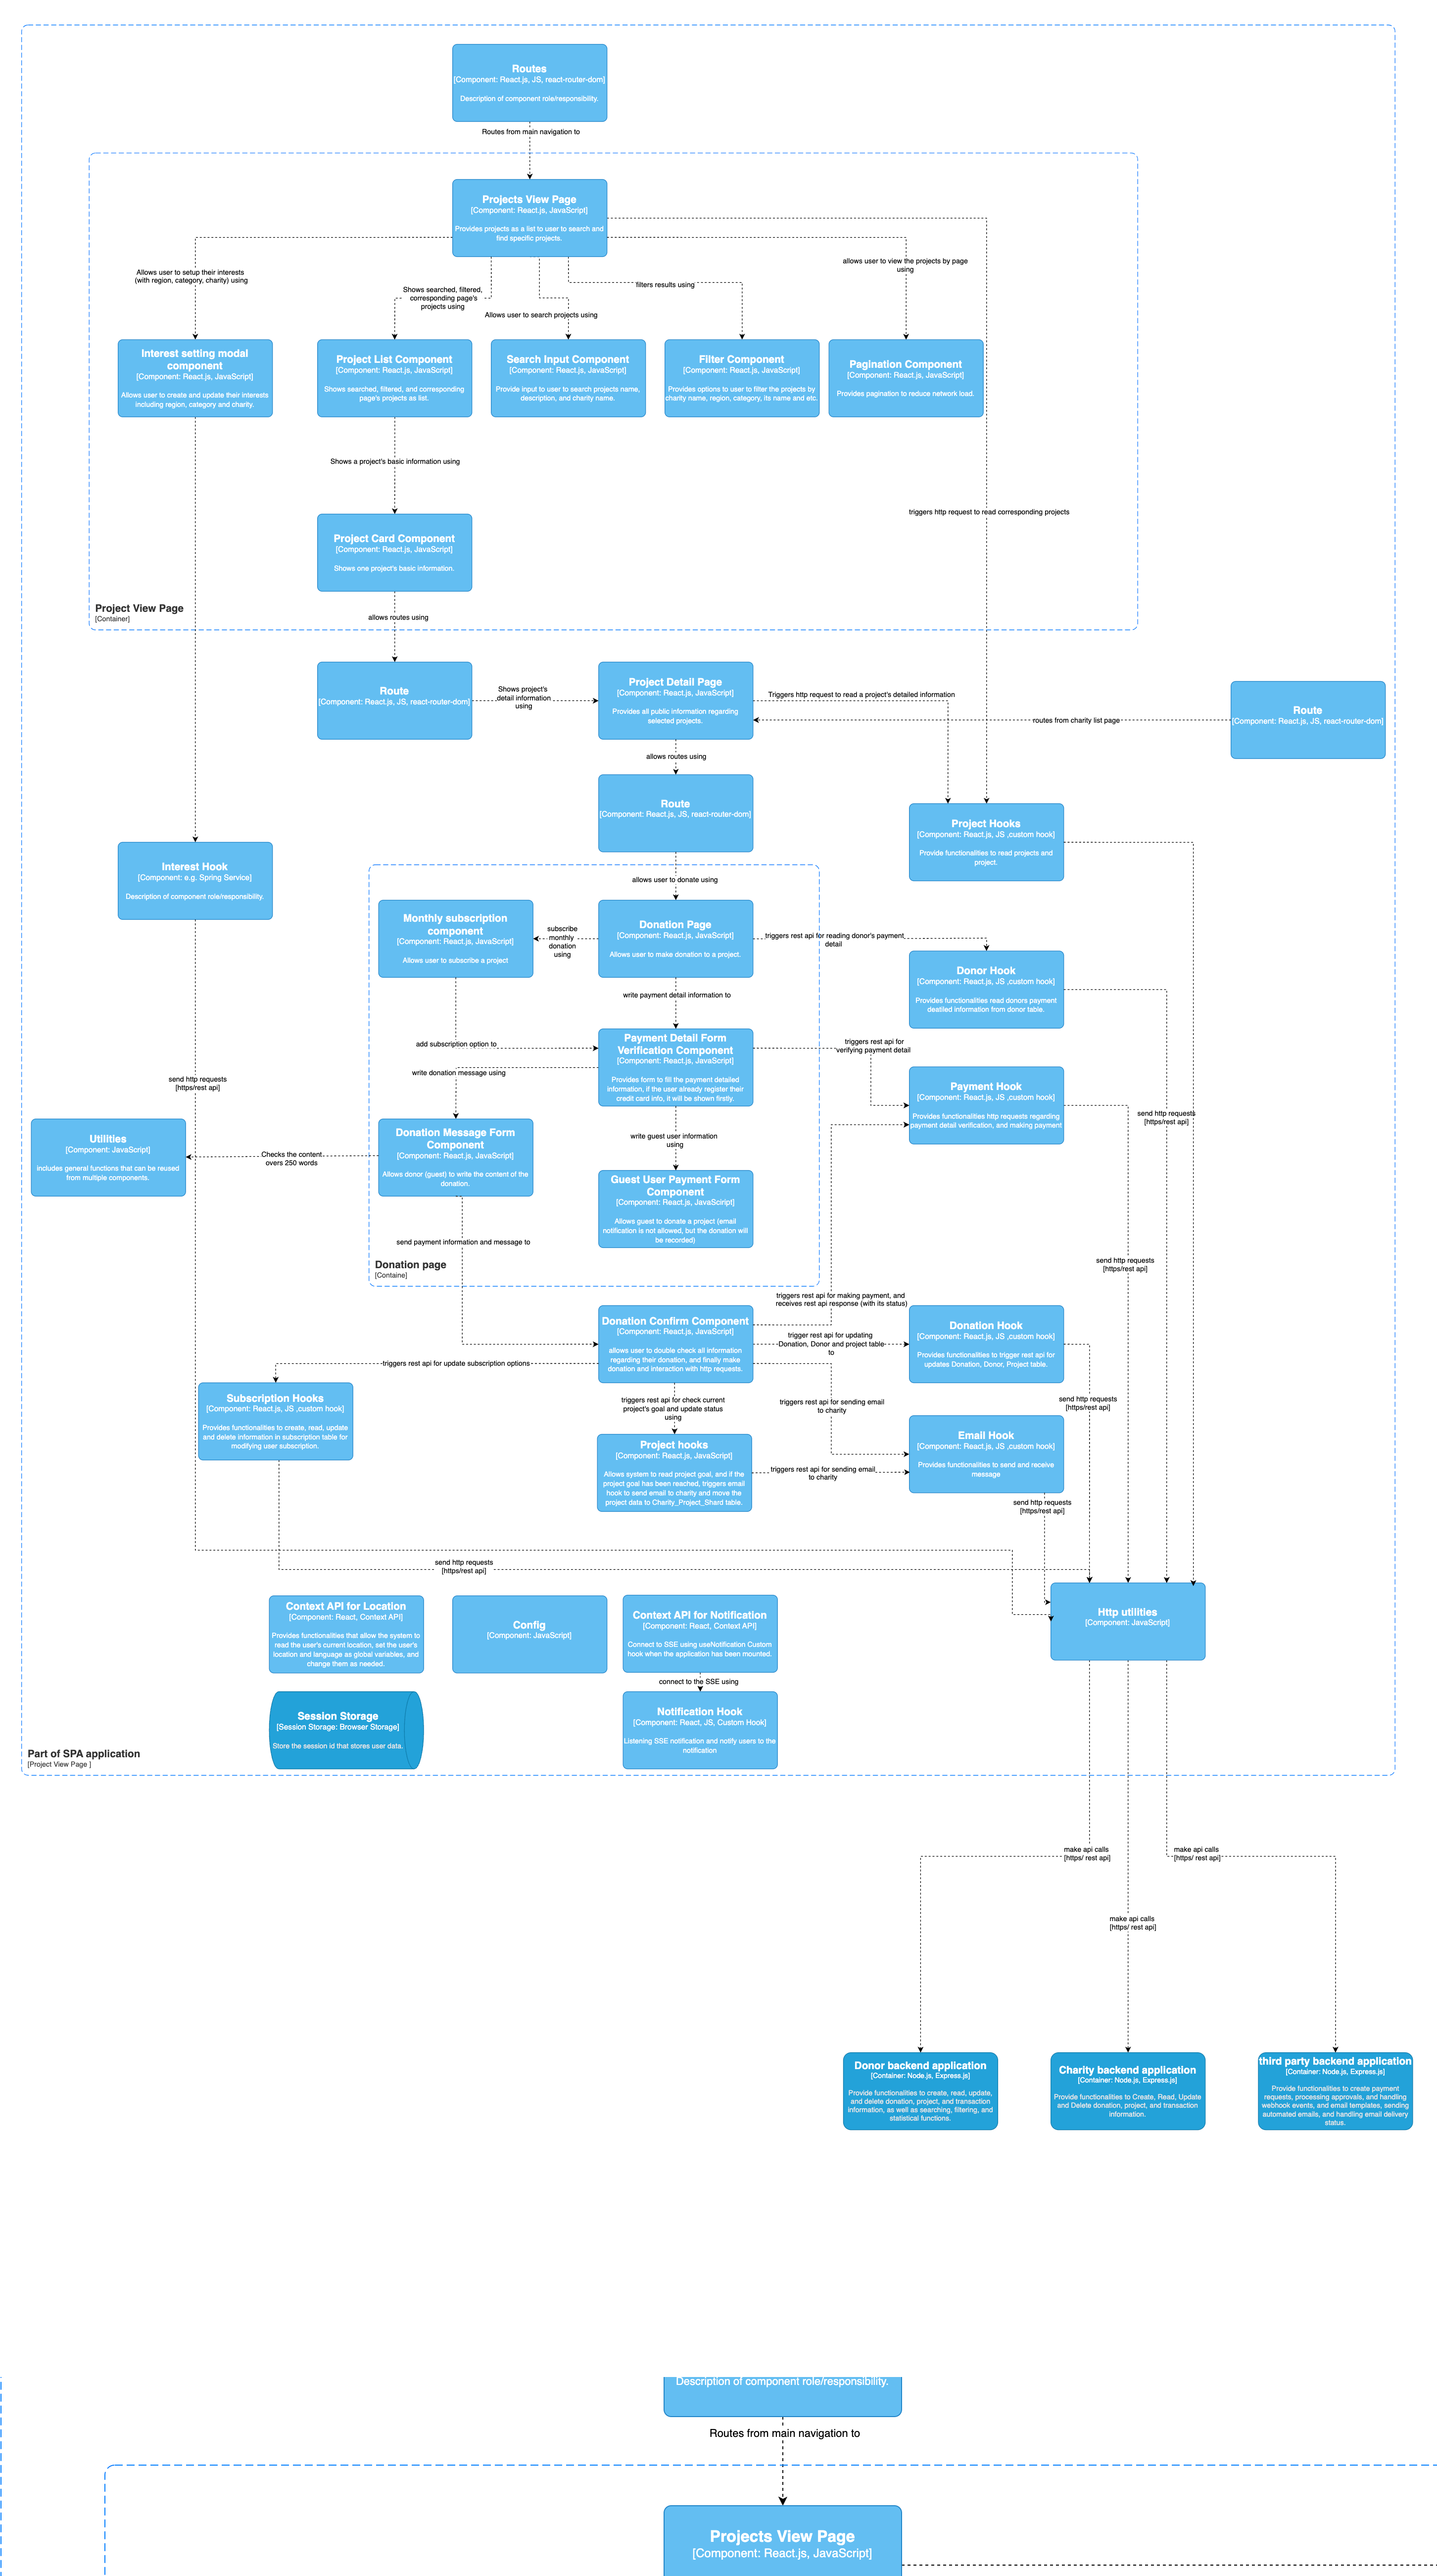 Routes
[Component: React.js, JS, react-router-dom]
Description of component role/responsibility.
Routes from main navigation to
Projects View Page
[Component: React.js, JavaScript]
Provides projects as a list to user to search and
find specific projects.
Allows user to setup their interests
(with region, category, charity) using
Shows searched, filtered,
corresponding page's
projects using
Allows user to search projects using
filters results using
allows user to view the projects by page
using
Interest setting modal
component
[Component: React.js, JavaScript]
Allows user to create and update their interests
including region, category and charity.
Project List Component
[Component: React.js, JavaScript]
Shows searched, filtered, and corresponding
page's projects as list.
Search Input Component
[Component: React.js, JavaScript]
Provide input to user to search projects name,
description, and charity name.
Filter Component
[Component: React.js, JavaScript]
Provides options to user to filter the projects by
charity name, region, category, its name and etc.
Pagination Component
[Component: React.js, JavaScript]
Provides pagination to reduce network load.
Shows a project's basic information using
triggers http request to read corresponding projects
Project Card Component
[Component: React.js, JavaScript]
Shows one project's basic information.
Project View Page
[Container]
allows routes using
Route
[Component: React.js, JS, react-router-dom]
Shows project's
detail information
using
Project Detail Page
[Component: React.js, JavaScript]
Provides all public information regarding
selected projects.
Triggers http request to read a project's detailed information
routes from charity list page
Route
[Component: React.js, JS, react-router-dom]
allows routes using
Route
[Component: React.js, JS, react-router-dom]
Project Hooks
[Component: React.js, JS ,custom hook]
Provide functionalities to read projects and
project.
Interest Hook
[Component: e.g. Spring Service]
Description of component role/responsibility.
allows user to donate using
Monthly subscription
component
[Component: React.js, JavaScript]
Allows user to subscribe a project
subscribe
monthly
donation
using
Donation Page
[Component: React.js, JavaScript]
Allows user to make donation to a project.
triggers rest api for reading donor's payment
detail
Donor Hook
[Component: React.js, JS ,custom hook]
Provides functionalities read donors payment
deatiled information from donor table.
write payment detail information to
add subscription option to
Payment Detail Form
Verification Component
[Component: React.js, JavaScript]
Provides form to fill the payment detailed
information, if the user already register their
credit card info, it will be shown firstly.
triggers rest api for
verifying payment detail
write donation message using
Payment Hook
[Component: React.js, JS ,custom hook]
Provides functionalities http requests regarding
payment detail verification, and making payment
send http requests
[https/rest api]
send http requests
[https/rest api]
Utilities
[Component: JavaScript]
includes general functions that can be reused
from multiple components.
Checks the content
overs 250 words
Donation Message Form
Component
[Component: React.js, JavaScript]
Allows donor (guest) to write the content of the
donation.
write guest user information
using
Guest User Payment Form
Component
[Component: React.js, JavaScript]
Allows guest to donate a project (email
notification is not allowed, but the donation will
be recorded)
send payment information and message to
Donation page
[Containe]
send http requests
[https/rest api]
triggers rest api for making payment, and
receives rest api response (with its status)
Donation Confirm Component
[Component: React.js, JavaScript]
allows user to double check all information
regarding their donation, and finally make
donation and interaction with http requests.
trigger rest api for updating
Donation, Donor and project table
to
Donation Hook
[Component: React.js, JS ,custom hook]
Provides functionalities to trigger rest api for
updates Donation, Donor, Project table.
triggers rest api for update subscription options
Subscription Hooks
[Component: React.js, JS ,custom hook]
Provides functionalities to create, read, update
and delete information in subscription table for
modifying user subscription.
triggers rest api for check current
project's goal and update status
using
triggers rest api for sending email
to charity
send http requests
[https/rest api]
Project hooks
[Component: React.js, JavaScript]
Allows system to read project goal, and if the
project goal has been reached, triggers email
hook to send email to charity and move the
project data to Charity_Project_Shard table.
triggers rest api for sending email
to charity
Email Hook
[Component: React.js, JS ,custom hook]
Provides functionallities to send and receive
message
send http requests
[https/rest api]
send http requests
[https/rest api]
Context API for Location
[Component: React, Context API]
Provides functionalities that allow the system to
read the user's current location, set the user's
location and language as global variables, and
change them as needed.
Config
[Component: JavaScript]
Context API for Notification
[Component: React, Context API]
Connect to SSE using useNotification Custom
hook when the application has been mounted.
Http utilities
[Component: JavaScript]
connect to the SSE using
Session Storage
[Session Storage: Browser Storage]
Store the session id that stores user data.
Notification Hook
[Component: React, JS, Custom Hook]
Listening SSE notification and notify users to the
notification
Part of SPA application
[Project View Page ]
make api calls
[https/ rest api]
make api calls
[https/ rest api]
make api calls
[https/ rest api]
Donor backend application
[Container: Node.js, Express.js]
Provide functionalities to create, read, update,
and delete donation, project, and transaction
information, as well as searching, filtering, and
statistical functions.
Charity backend application
[Container: Node.js, Express.js]
Provide functionalities to Create, Read, Update
and Delete donation, project, and transaction
information.
third party backend application
[Container: Node.js, Express.js]
Provide functionalities to create payment
requests, processing approvals, and handling
webhook events, and email templates, sending
automated emails, and handling email delivery
status.
Description of component role/responsibility.
Routes from main navigation to
Projects View Page
[Component: React.js, JavaScript]